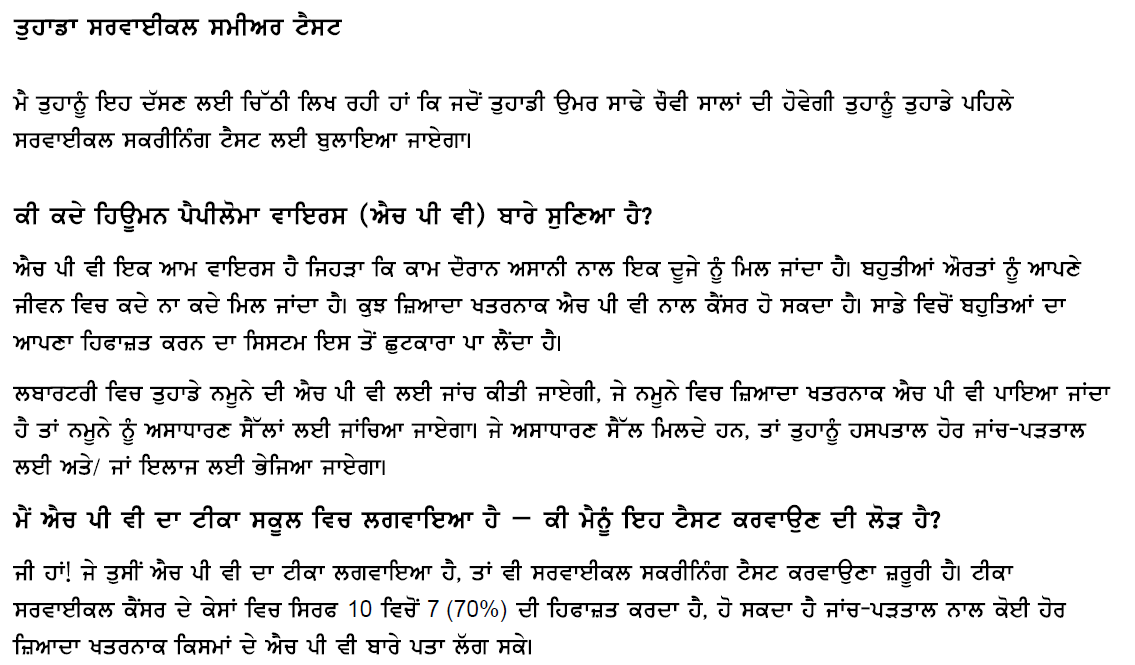 ਤੁਹਾਡਾ ਸਰਵਾਈਕਲ ਸਮੀਅਰ ਟੈਸਟ
ਮੈ ਤੁਹਾਨੂੰ ਇਹ ਦੱਸਣ ਲਈ ਚਿੱਠੀ ਲਿਖ ਰਹੀ ਹਾਂ ਕਿ ਜਦੋਂ ਤੁਹਾਡੀ ਉਮਰ ਸਾਢੇ ਚੌਵੀ ਸਾਲਾਂ ਦੀ ਹੋਵੇਗੀ ਤੁਹਾਨੂੰ ਤੁਹਾਡੇ ਪਹਿਲੇ
ਸਰਵਾਈਕਲ ਸਕਰੀਨਿੰਗ ਟੈਸਟ ਲਈ ਬੁਲਾਇਆ ਜਾਏਗਾ।
ਕੀ ਕਦੇ ਹਿਊਮਨ ਪੈਪੀਲੋਮਾ ਵਾਇਰਸ (ਐਚ ਪੀ ਵੀ) ਬਾਰੇ ਸੁਣਿਆ ਹੈ?
ਐਚ ਪੀ ਵੀ ਇਕ ਆਮ ਵਾਇਰਸ ਹੈ ਜਿਹੜਾ ਕਿ ਕਾਮ ਦੌਰਾਨ ਅਸਾਨੀ ਨਾਲ ਇਕ ਦੂਜੇ ਨੂੰ ਮਿਲ ਜਾਂਦਾ ਹੈ। ਬਹੁਤੀਆਂ ਔਰਤਾਂ ਨੂੰ ਆਪਣੇ
ਜੀਵਨ ਵਿਚ ਕਦੇ ਨਾ ਕਦੇ ਮਿਲ ਜਾਂਦਾ ਹੈ। ਕੁਝ ਜ਼ਿਆਦਾ ਖਤਰਨਾਕ ਐਚ ਪੀ ਵੀ ਨਾਲ ਕੈਂਸਰ ਹੋ ਸਕਦਾ ਹੈ। ਸਾਡੇ ਵਿਚੋਂ ਬਹੁਤਿਆਂ ਦਾ
ਆਪਣਾ ਹਿਫਾਜ਼ਤ ਕਰਨ ਦਾ ਸਿਸਟਮ ਇਸ ਤੋਂ ਛੁਟਕਾਰਾ ਪਾ ਲੈਂਦਾ ਹੈ।
ਲਬਾਰਟਰੀ ਵਿਚ ਤੁਹਾਡੇ ਨਮੂਨੇ ਦੀ ਐਚ ਪੀ ਵੀ ਲਈ ਜਾਂਚ ਕੀਤੀ ਜਾਏਗੀ, ਜੇ ਨਮੂਨੇ ਵਿਚ ਜ਼ਿਆਦਾ ਖਤਰਨਾਕ ਐਚ ਪੀ ਵੀ ਪਾਇਆ ਜਾਂਦਾ
ਹੈ ਤਾਂ ਨਮੂਨੇ ਨੂੰ ਅਸਾਧਾਰਣ ਸੈੱਲਾਂ ਲਈ ਜਾਂਚਿਆ ਜਾਏਗਾ। ਜੇ ਅਸਾਧਾਰਣ ਸੈੱਲ ਮਿਲਦੇ ਹਨ, ਤਾਂ ਤੁਹਾਨੂੰ ਹਸਪਤਾਲ ਹੋਰ ਜਾਂਚ-ਪੜਤਾਲ
ਲਈ ਅਤੇ/ ਜਾਂ ਇਲਾਜ ਲਈ ਭੇਜਿਆ ਜਾਏਗਾ।
ਮੈਂ ਐਚ ਪੀ ਵੀ ਦਾ ਟੀਕਾ ਸਕੂਲ ਵਿਚ ਲਗਵਾਇਆ ਹੈ – ਕੀ ਮੈਨੂੰ ਇਹ ਟੈਸਟ ਕਰਵਾਉਣ ਦੀ ਲੋੜ ਹੈ?
ਜੀ ਹਾਂ! ਜੇ ਤੁਸੀਂ ਐਚ ਪੀ ਵੀ ਦਾ ਟੀਕਾ ਲਗਵਾਇਆ ਹੈ, ਤਾਂ ਵੀ ਸਰਵਾਈਕਲ ਸਕਰੀਨਿੰਗ ਟੈਸਟ ਕਰਵਾਉਣਾ ਜ਼ਰੂਰੀ ਹੈ। ਟੀਕਾ
ਸਰਵਾਈਕਲ ਕੈਂਸਰ ਦੇ ਕੇਸਾਂ ਵਿਚ ਸਿਰਫ 10 ਵਿਚੋਂ 7 (70%) ਦੀ ਹਿਫਾਜ਼ਤ ਕਰਦਾ ਹੈ, ਹੋ ਸਕਦਾ ਹੈ ਜਾਂਚ-ਪੜਤਾਲ ਨਾਲ ਕੋਈ ਹੋਰ
ਜ਼ਿਆਦਾ ਖਤਰਨਾਕ ਕਿਸਮਾਂ ਦੇ ਐਚ ਪੀ ਵੀ ਬਾਰੇ ਪਤਾ ਲੱਗ ਸਕੇ।